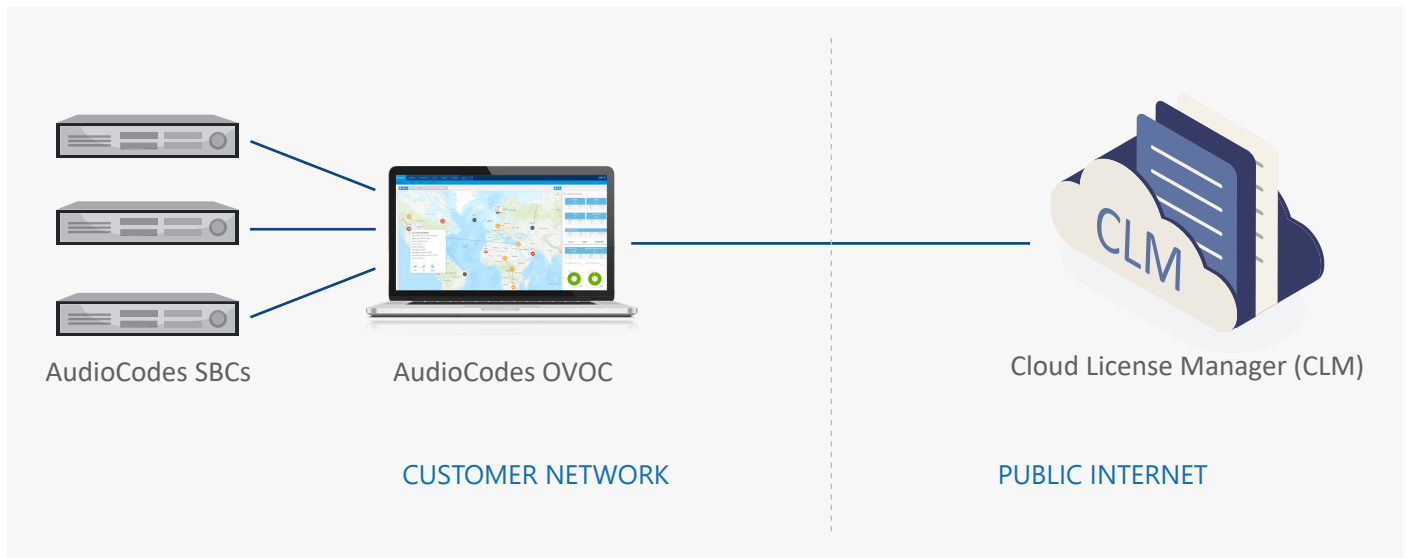 CLM
AudioCodes SBCs
AudioCodes OVOC
Cloud License Manager (CLM)
CUSTOMER NETWORK
PUBLIC INTERNET